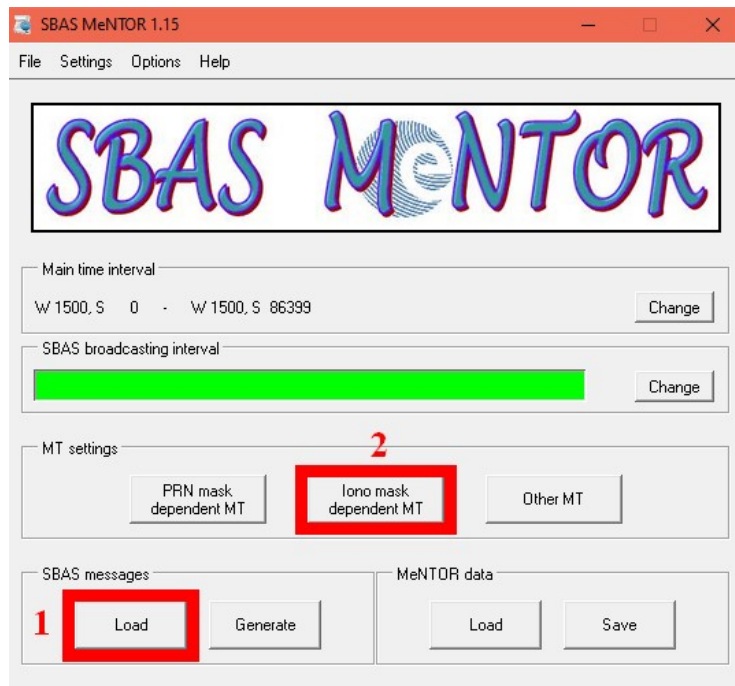 SBAS MeNTOR 1.15
File Settings Options Help
SBAS MeNTOR
Main time interval
W 1500, S 0 - W 1500, S 86399
Change
SBAS broadcasting interval
Change
MT settings
2
PRN mask
dependent MT
Iono mask
dependent MT
Other MT
SBAS messages
1
Load
Generate
MeNTOR data
Load
Save